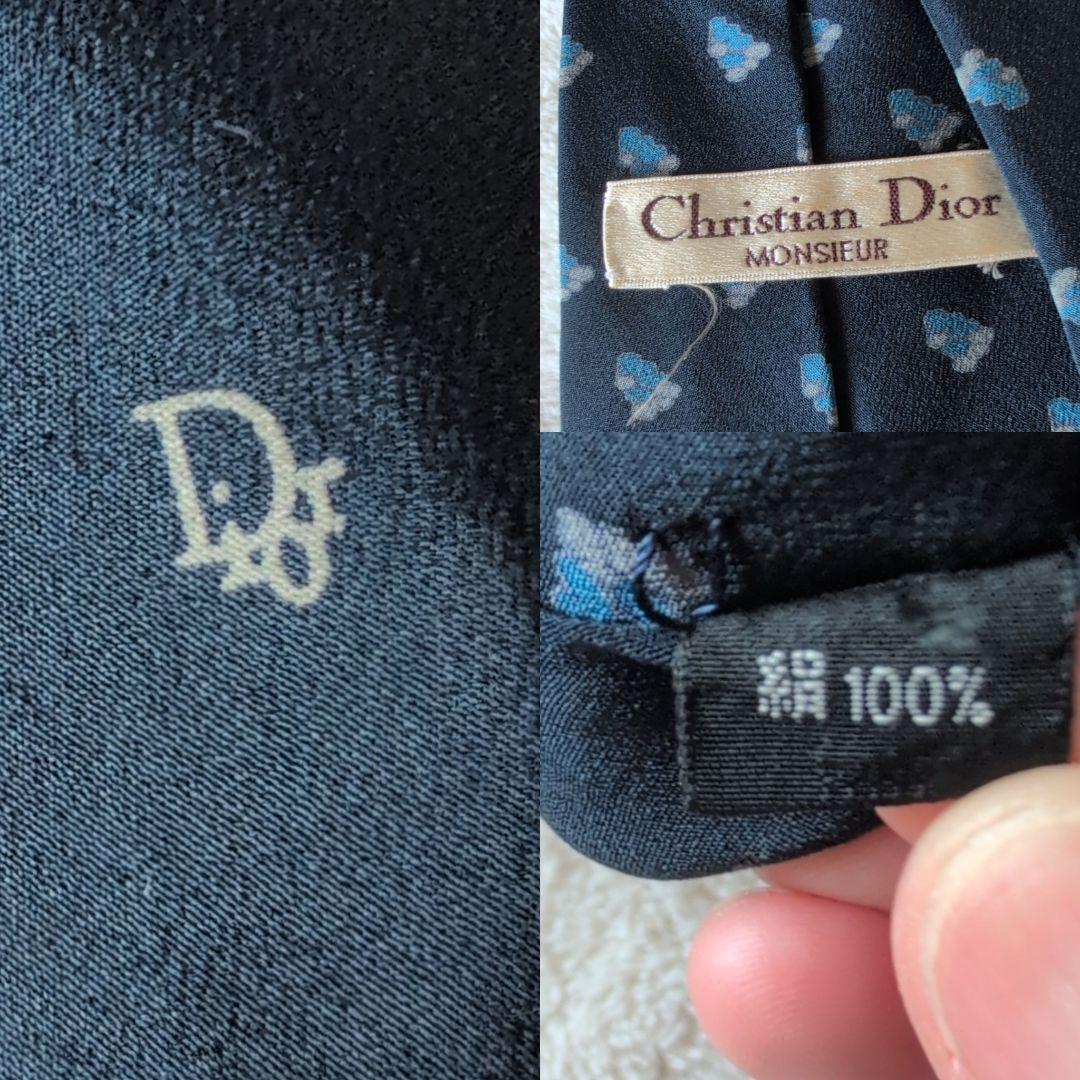 Dior
Christian Dior
MONSIEUR
絹 100%